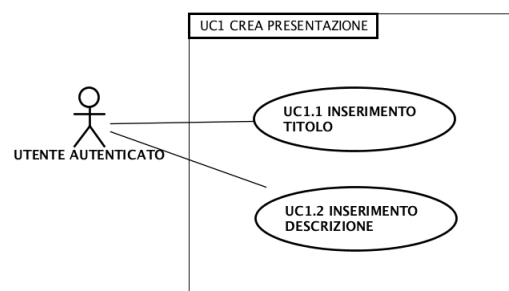 UC1 CREA PRESENTAZIONE
UC1.1 INSERIMENTO
TITOLO
UTENTE AUTENTICATO
UC1.2 INSERIMENTO
DESCRIZIONE